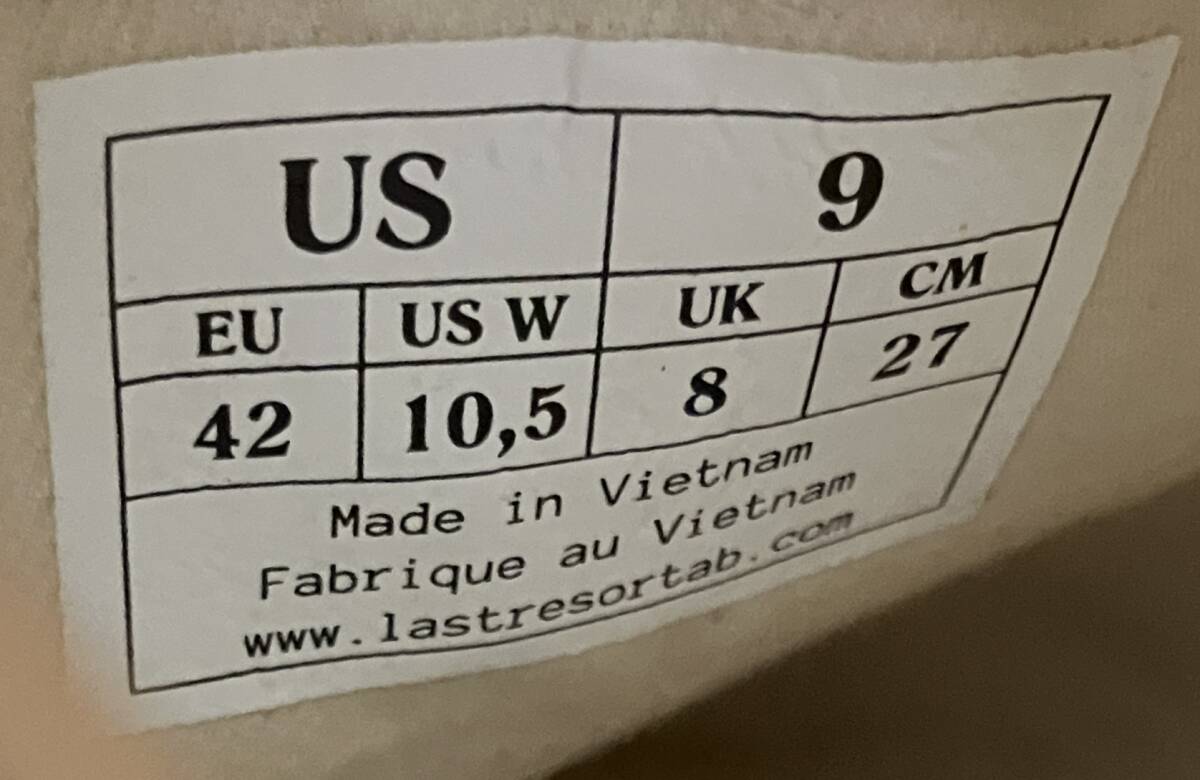 US 9
EU US W UK CM
42 10,5 8 27
Made in Vietnam
Fabrique au Vietnam
www.lastresortab.com